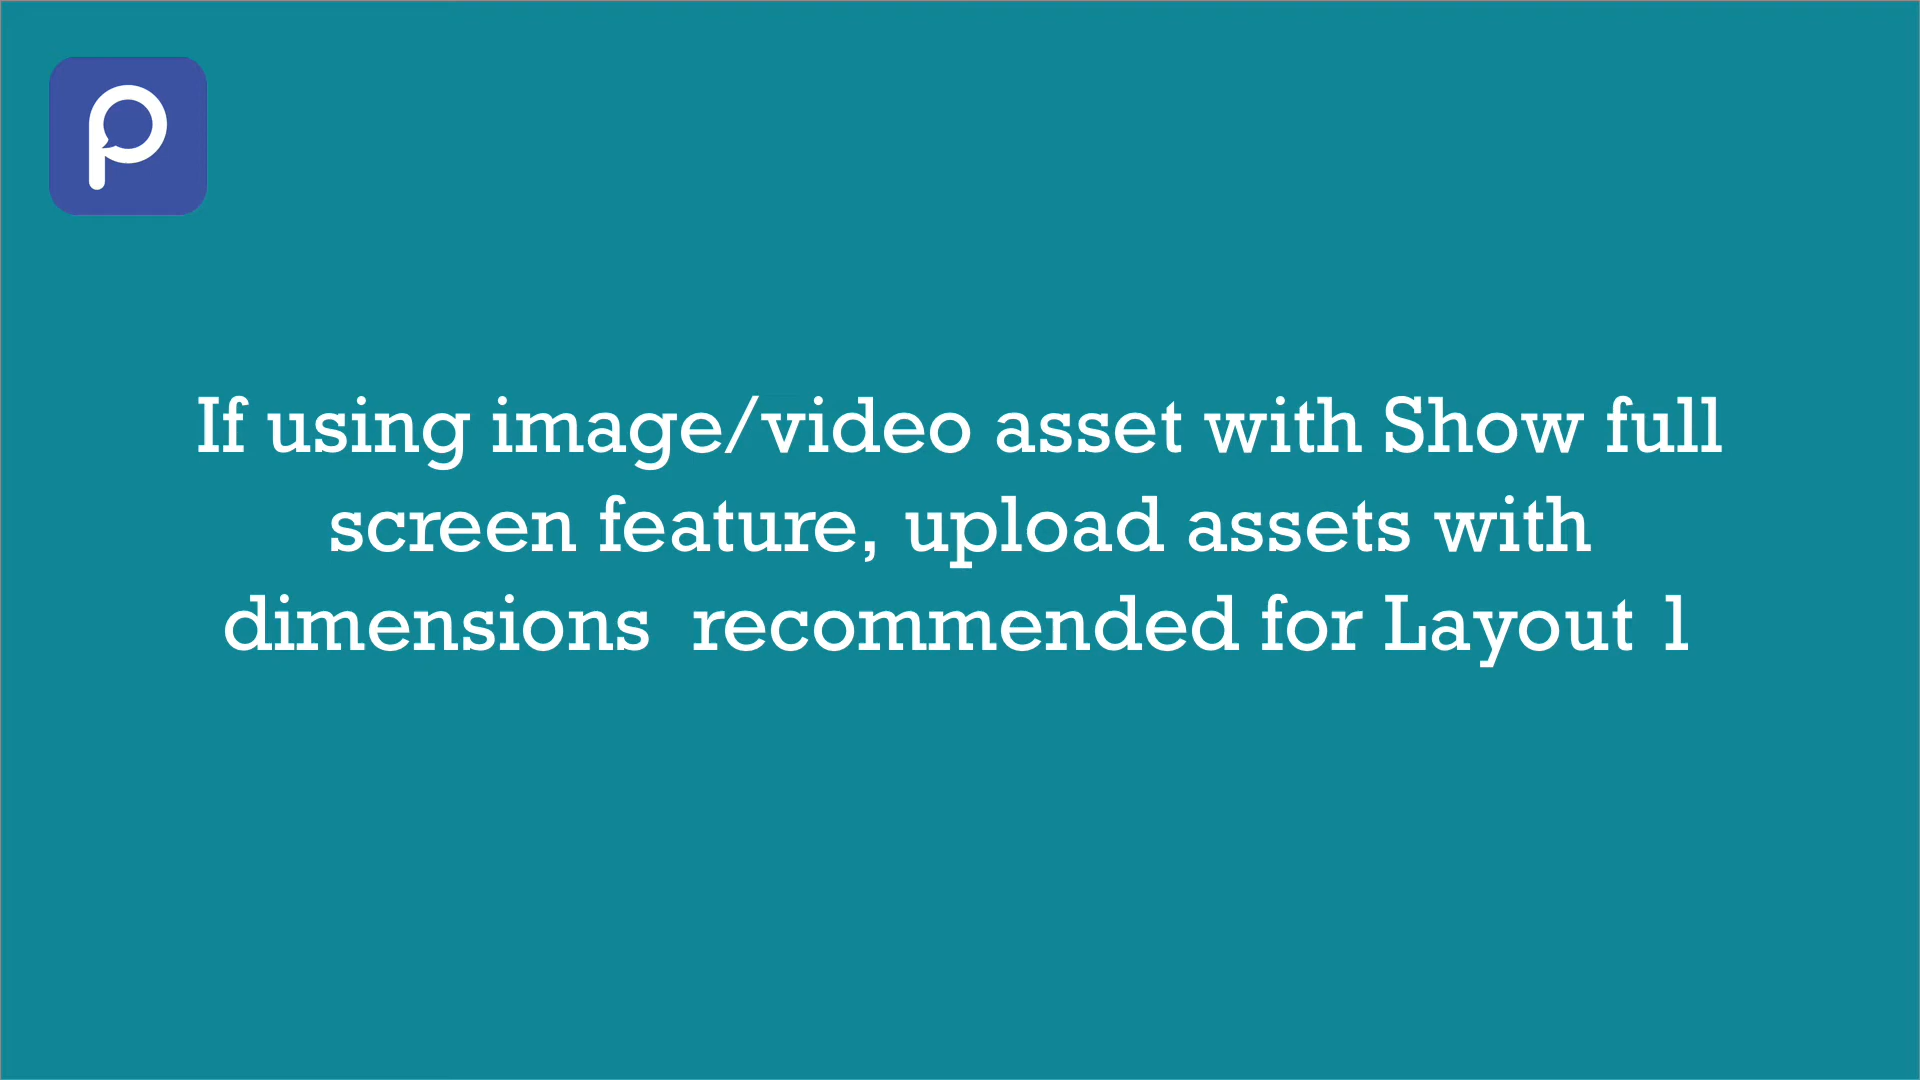 If using image/video asset with Show full
screen feature, upload assets with
dimensions  recommended for Layout 1